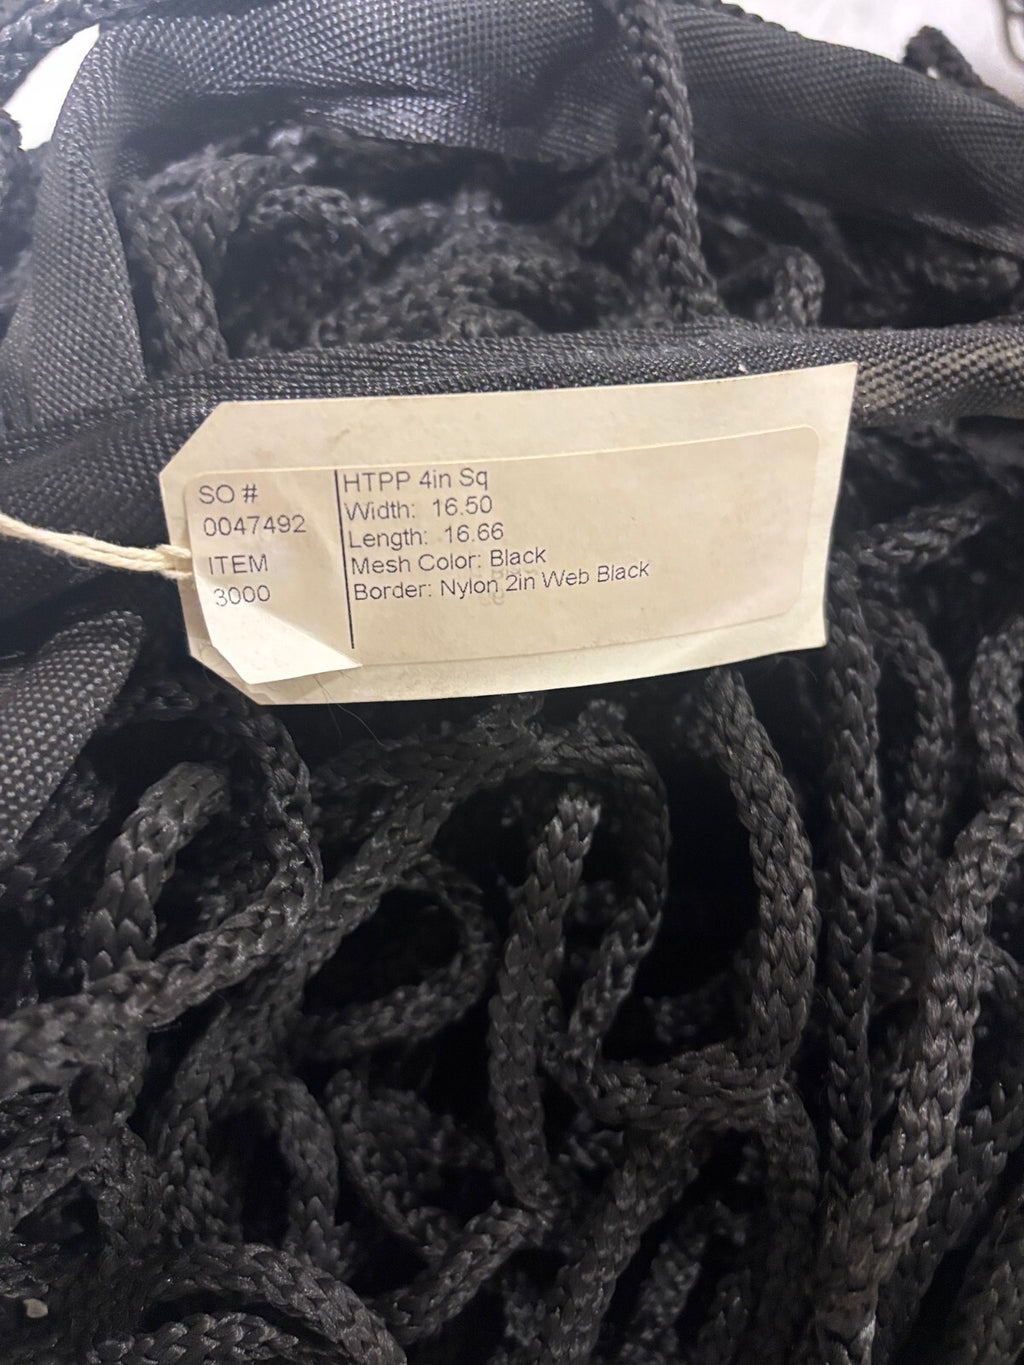 SO #
0047492
ITEM
3000
HTPP 4in Sq
Width: 16.50
Length: 16.66
Mesh Color: Black
Border: Nylon 2in Web Black